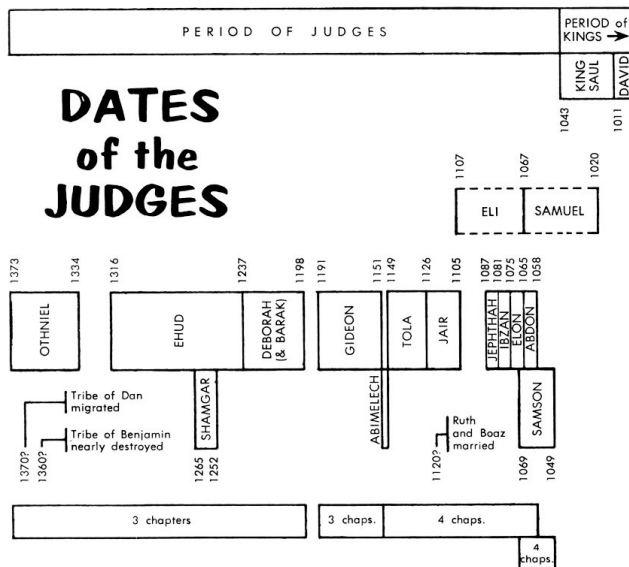 PERIOD OF JUDGES
PERIOD of
KINGS →
KING
SAUL
DAVID
1043
1011
DATES
of the
JUDGES
1107
1067
1020
ELI
SAMUEL
1373
1334
1316
1237
1198
1191
1151
1149
1126
1105
1087
1081
1075
1065
1058
OTHNIEL
EHUD
DEBORAH
(& BARAK)
GIDEON
TOLA
JAIR
JEPHTHAH
IBZAN
ELON
ABDON
SHAMGAR
ABIMELECH
SAMSON
Tribe of Dan
migrated
Tribe of Benjamin
nearly destroyed
Ruth
and Boaz
married
1370?
1360?
1265
1252
1120?
1069
1049
3 chapters
3 chaps.
4 chaps.
4
chaps.